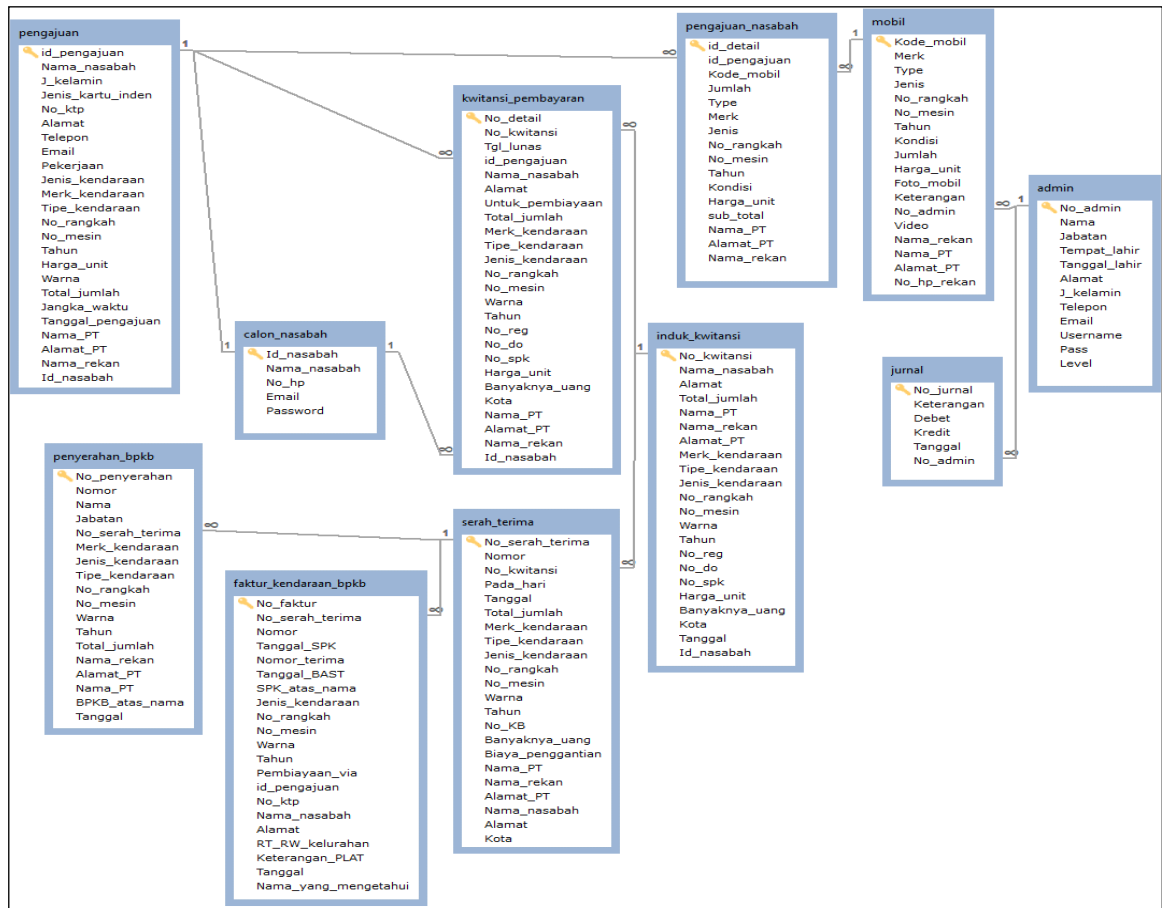 pengajuan
id_pengajuan
Nama_nasabah
J_kelamin
Jenis_kartu_inden
No_ktp
Alamat
Telepon
Email
Pekerjaan
Jenis_kendaraan
Merk_kendaraan
Tipe_kendaraan
No_rangkah
No_mesin
Tahun
Harga_unit
Warna
Total_jumlah
Jangka_waktu
Tanggal_pengajuan
Nama_PT
Alamat_PT
Nama_rekan
Id_nasabah
1
1
1
∞
∞
∞
kwitansi_pembayaran
No_detail
No_kwitansi
Tgl_lunas
id_pengajuan
Nama_nasabah
Alamat
Untuk_pembiayaan
Total_jumlah
Merk_kendaraan
Tipe_kendaraan
Jenis_kendaraan
No_rangkah
No_mesin
Warna
Tahun
No_reg
No_do
No_spk
Harga_unit
Banyaknya_uang
Kota
Nama_PT
Alamat_PT
Nama_rekan
Id_nasabah
∞
∞
pengajuan_nasabah
id_detail
id_pengajuan
Kode_mobil
Jumlah
Type
Merk
Jenis
No_rangkah
No_mesin
Tahun
Kondisi
Harga_unit
sub_total
Nama_PT
Alamat_PT
Nama_rekan
1
∞
mobil
Kode_mobil
Merk
Type
Jenis
No_rangkah
No_mesin
Tahun
Kondisi
Jumlah
Harga_unit
Foto_mobil
Keterangan
No_admin
Video
Nama_rekan
Nama_PT
Alamat_PT
No_hp_rekan
1
∞
admin
No_admin
Nama
Jabatan
Tempat_lahir
Tanggal_lahir
Alamat
J_kelamin
Telepon
Email
Username
Pass
Level
calon_nasabah
Id_nasabah
Nama_nasabah
No_hp
Email
Password
1
induk_kwitansi
No_kwitansi
Nama_nasabah
Alamat
Total_jumlah
Nama_PT
Nama_rekan
Alamat_PT
Merk_kendaraan
Tipe_kendaraan
Jenis_kendaraan
No_rangkah
No_mesin
Warna
Tahun
No_reg
No_do
No_spk
Harga_unit
Banyaknya_uang
Kota
Tanggal
Id_nasabah
jurnal
No_jurnal
Keterangan
Debet
Kredit
Tanggal
No_admin
∞
penyerahan_bpkb
No_penyerahan
Nomor
Nama
Jabatan
No_serah_terima
Merk_kendaraan
Jenis_kendaraan
Tipe_kendaraan
No_rangkah
No_mesin
Warna
Tahun
Total_jumlah
Nama_rekan
Alamat_PT
Nama_PT
BPKB_atas_nama
Tanggal
∞
1
∞
faktur_kendaraan_bpkb
No_faktur
No_serah_terima
Nomor
Tanggal_SPK
Nomor_terima
Tanggal_BAST
SPK_atas_nama
Jenis_kendaraan
No_rangkah
No_mesin
Warna
Tahun
Pembiayaan_via
id_pengajuan
No_ktp
Nama_nasabah
Alamat
RT_RW_kelurahan
Keterangan_PLAT
Tanggal
Nama_yang_mengetahui
serah_terima
No_serah_terima
Nomor
No_kwitansi
Pada_hari
Tanggal
Total_jumlah
Merk_kendaraan
Tipe_kendaraan
Jenis_kendaraan
No_rangkah
No_mesin
Warna
Tahun
No_KB
Banyaknya_uang
Biaya_penggantian
Nama_PT
Nama_rekan
Alamat_PT
Nama_nasabah
Alamat
Kota